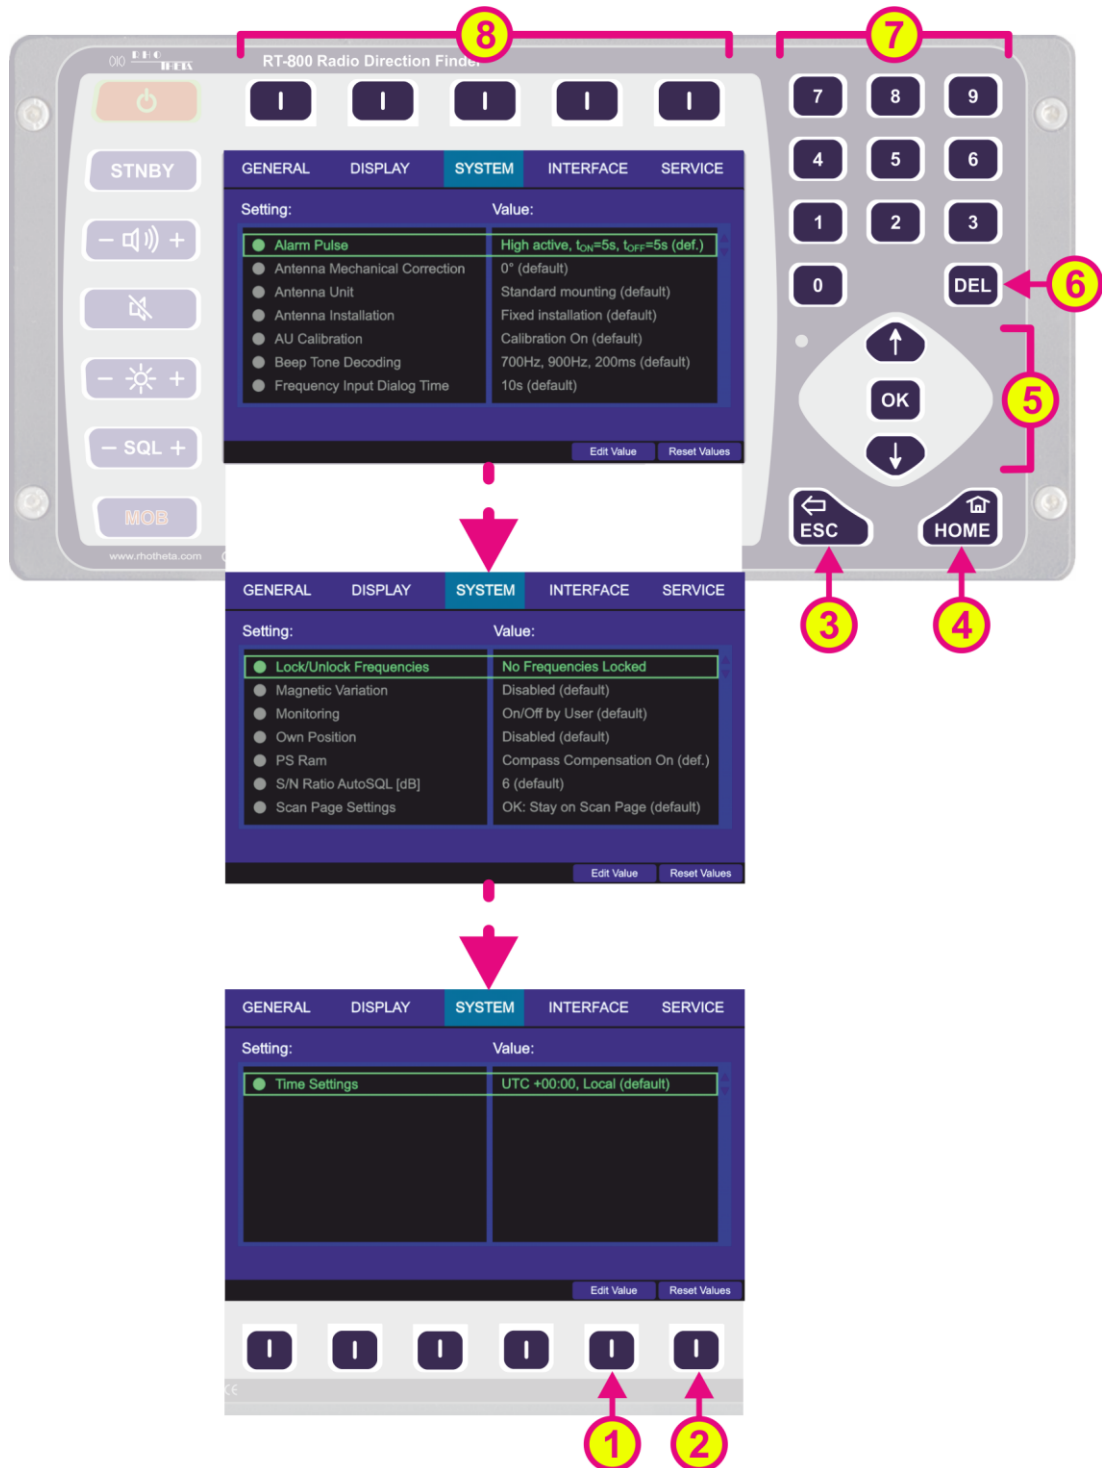 8
7
RHO
THETA
RT-800 Radio Direction Finder
7 8 9
STNBY
4 5 6
GENERAL DISPLAY SYSTEM INTERFACE SERVICE
Setting: Value:
1 2 3
- +
Alarm Pulse High active, tON=5s, tOFF=5s (def.)
Antenna Mechanical Correction 0° (default)
Antenna Unit Standard mounting (default)
0 DEL 6
Antenna Installation Fixed installation (default)
AU Calibration Calibration On (default)
Beep Tone Decoding 700Hz, 900Hz, 200ms (default)
Frequency Input Dialog Time 10s (default)
- +
OK 5
- SQL +
Edit Value Reset Values
MOB
ESC HOME
www.rhotheta.com
3 4
GENERAL DISPLAY SYSTEM INTERFACE SERVICE
Setting: Value:
Lock/Unlock Frequencies No Frequencies Locked
Magnetic Variation Disabled (default)
Monitoring On/Off by User (default)
Own Position Disabled (default)
PS Ram Compass Compensation On (def.)
S/N Ratio AutoSQL [dB] 6 (default)
Scan Page Settings OK: Stay on Scan Page (default)
Edit Value Reset Values
GENERAL DISPLAY SYSTEM INTERFACE SERVICE
Setting: Value:
Time Settings UTC +00:00, Local (default)
Edit Value Reset Values
CE
1 2